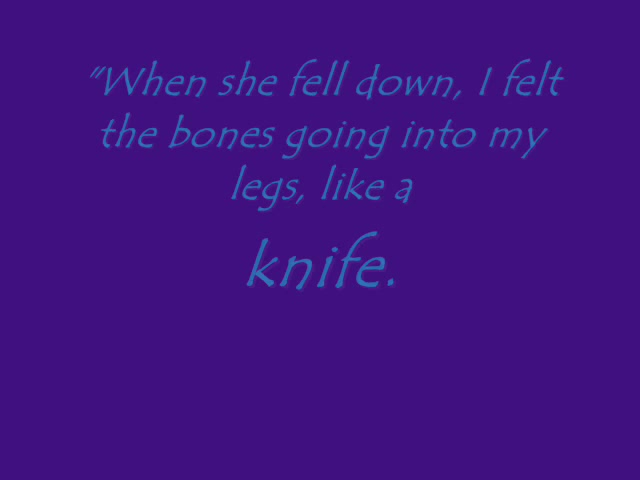 "When she fell down, I felt
the bones going into my
legs, like a
knife.